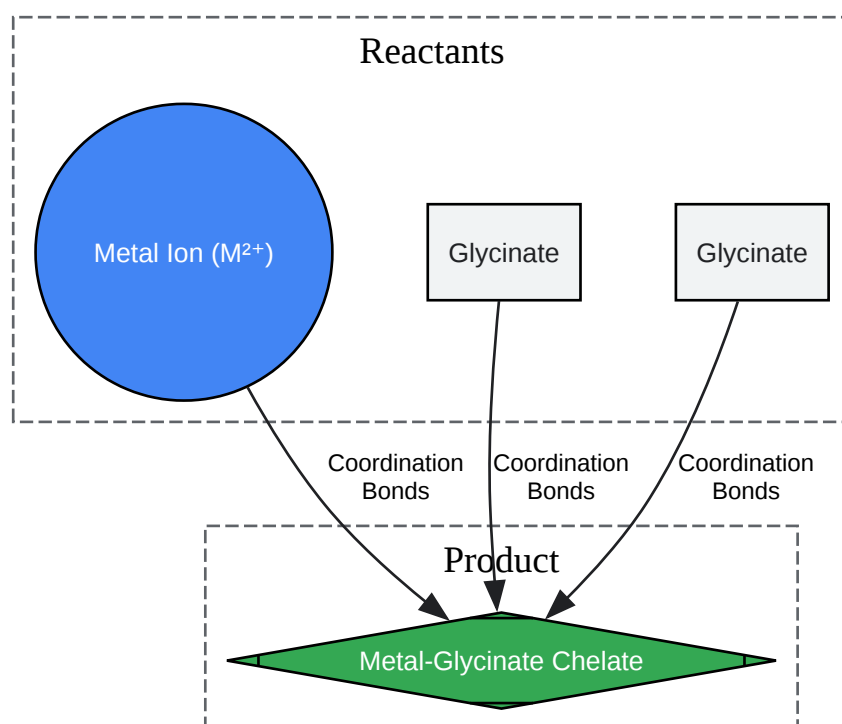 Reactants
Metal Ion (M²⁺)
Glycinate
Glycinate
Coordination
Bonds
Coordination
Bonds
Coordination
Bonds
Product
Metal-Glycinate Chelate